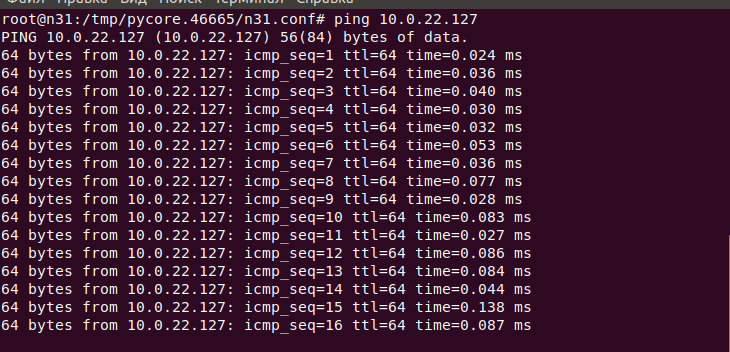 Файл Правка Вид Поиск Терминал Справка
root@n31:/tmp/pycore.46665/n31.conf# ping 10.0.22.127
PING 10.0.22.127 (10.0.22.127) 56(84) bytes of data.
64 bytes from 10.0.22.127: icmp_seq=1 ttl=64 time=0.024 ms
64 bytes from 10.0.22.127: icmp_seq=2 ttl=64 time=0.036 ms
64 bytes from 10.0.22.127: icmp_seq=3 ttl=64 time=0.040 ms
64 bytes from 10.0.22.127: icmp_seq=4 ttl=64 time=0.030 ms
64 bytes from 10.0.22.127: icmp_seq=5 ttl=64 time=0.032 ms
64 bytes from 10.0.22.127: icmp_seq=6 ttl=64 time=0.053 ms
64 bytes from 10.0.22.127: icmp_seq=7 ttl=64 time=0.036 ms
64 bytes from 10.0.22.127: icmp_seq=8 ttl=64 time=0.077 ms
64 bytes from 10.0.22.127: icmp_seq=9 ttl=64 time=0.028 ms
64 bytes from 10.0.22.127: icmp_seq=10 ttl=64 time=0.083 ms
64 bytes from 10.0.22.127: icmp_seq=11 ttl=64 time=0.027 ms
64 bytes from 10.0.22.127: icmp_seq=12 ttl=64 time=0.086 ms
64 bytes from 10.0.22.127: icmp_seq=13 ttl=64 time=0.084 ms
64 bytes from 10.0.22.127: icmp_seq=14 ttl=64 time=0.044 ms
64 bytes from 10.0.22.127: icmp_seq=15 ttl=64 time=0.138 ms
64 bytes from 10.0.22.127: icmp_seq=16 ttl=64 time=0.087 ms